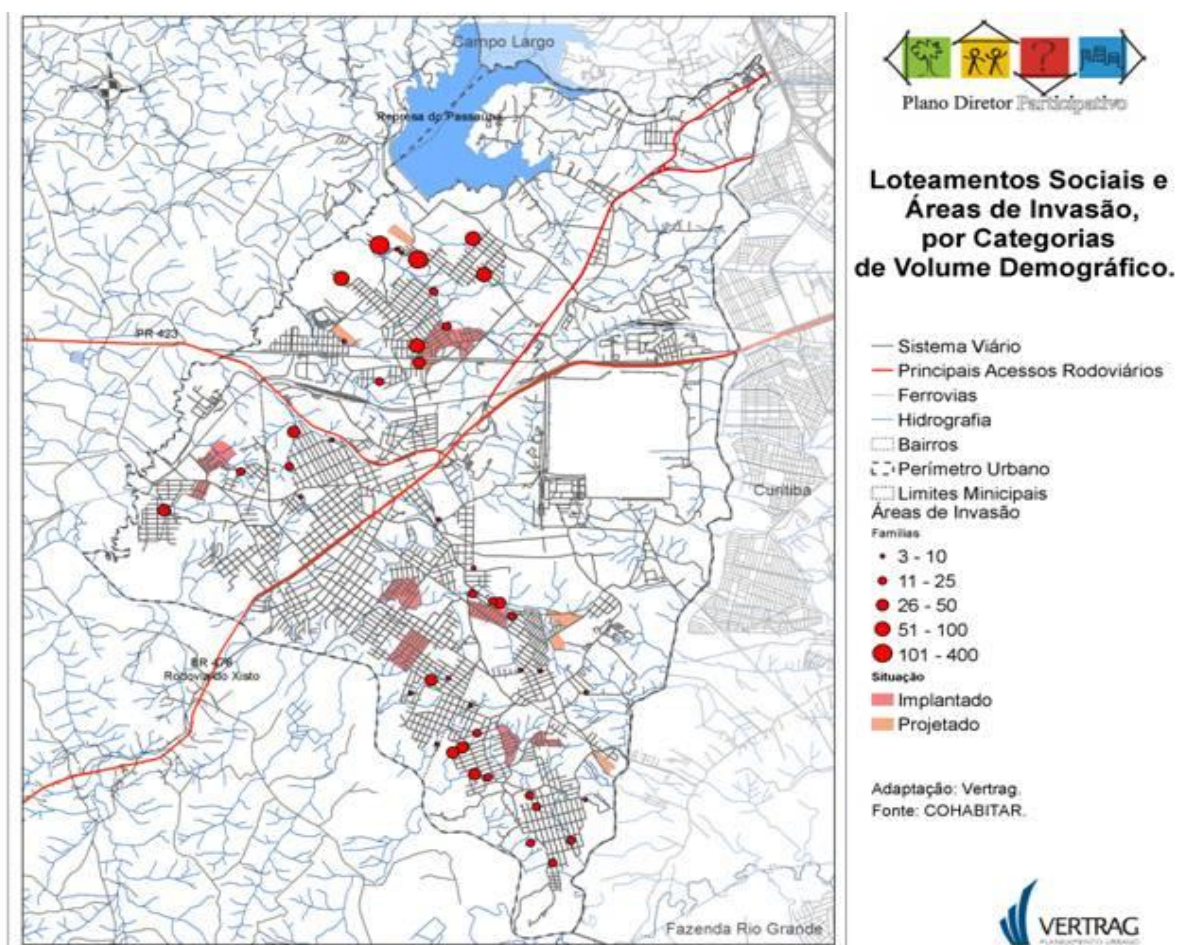 Campo Largo
Represa do Passaúna
PR 423
Curitiba
BR 476
Rodovia do Xisto
Fazenda Rio Grande
?
Plano Diretor Participativo
Loteamentos Sociais e
Áreas de Invasão,
por Categorias
de Volume Demográfico.
Sistema Viário
Principais Acessos Rodoviários
Ferrovias
Hidrografia
Bairros
Perímetro Urbano
Limites Minicipais
Áreas de Invasão
Famílias
3 - 10
11 - 25
26 - 50
51 - 100
101 - 400
Situação
Implantado
Projetado
Adaptação: Vertrag.
Fonte: COHABITAR.
VERTRAG
PLANEJAMENTO URBANO